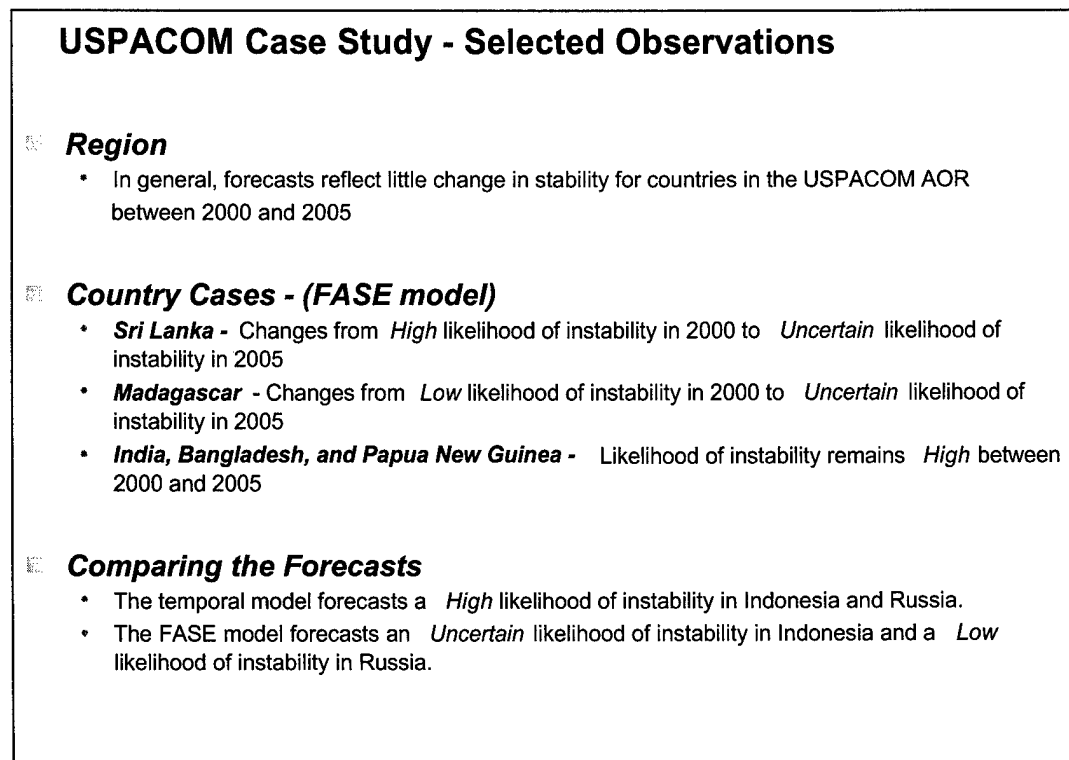 USPACOM Case Study - Selected Observations
Region
• In general, forecasts reflect little change in stability for countries in the USPACOM AOR
between 2000 and 2005
Country Cases - (FASE model)
• Sri Lanka - Changes from High likelihood of instability in 2000 to Uncertain likelihood of
instability in 2005
• Madagascar - Changes from Low likelihood of instability in 2000 to Uncertain likelihood of
instability in 2005
• India, Bangladesh, and Papua New Guinea - Likelihood of instability remains High between
2000 and 2005
Comparing the Forecasts
• The temporal model forecasts a High likelihood of instability in Indonesia and Russia.
• The FASE model forecasts an Uncertain likelihood of instability in Indonesia and a Low
likelihood of instability in Russia.